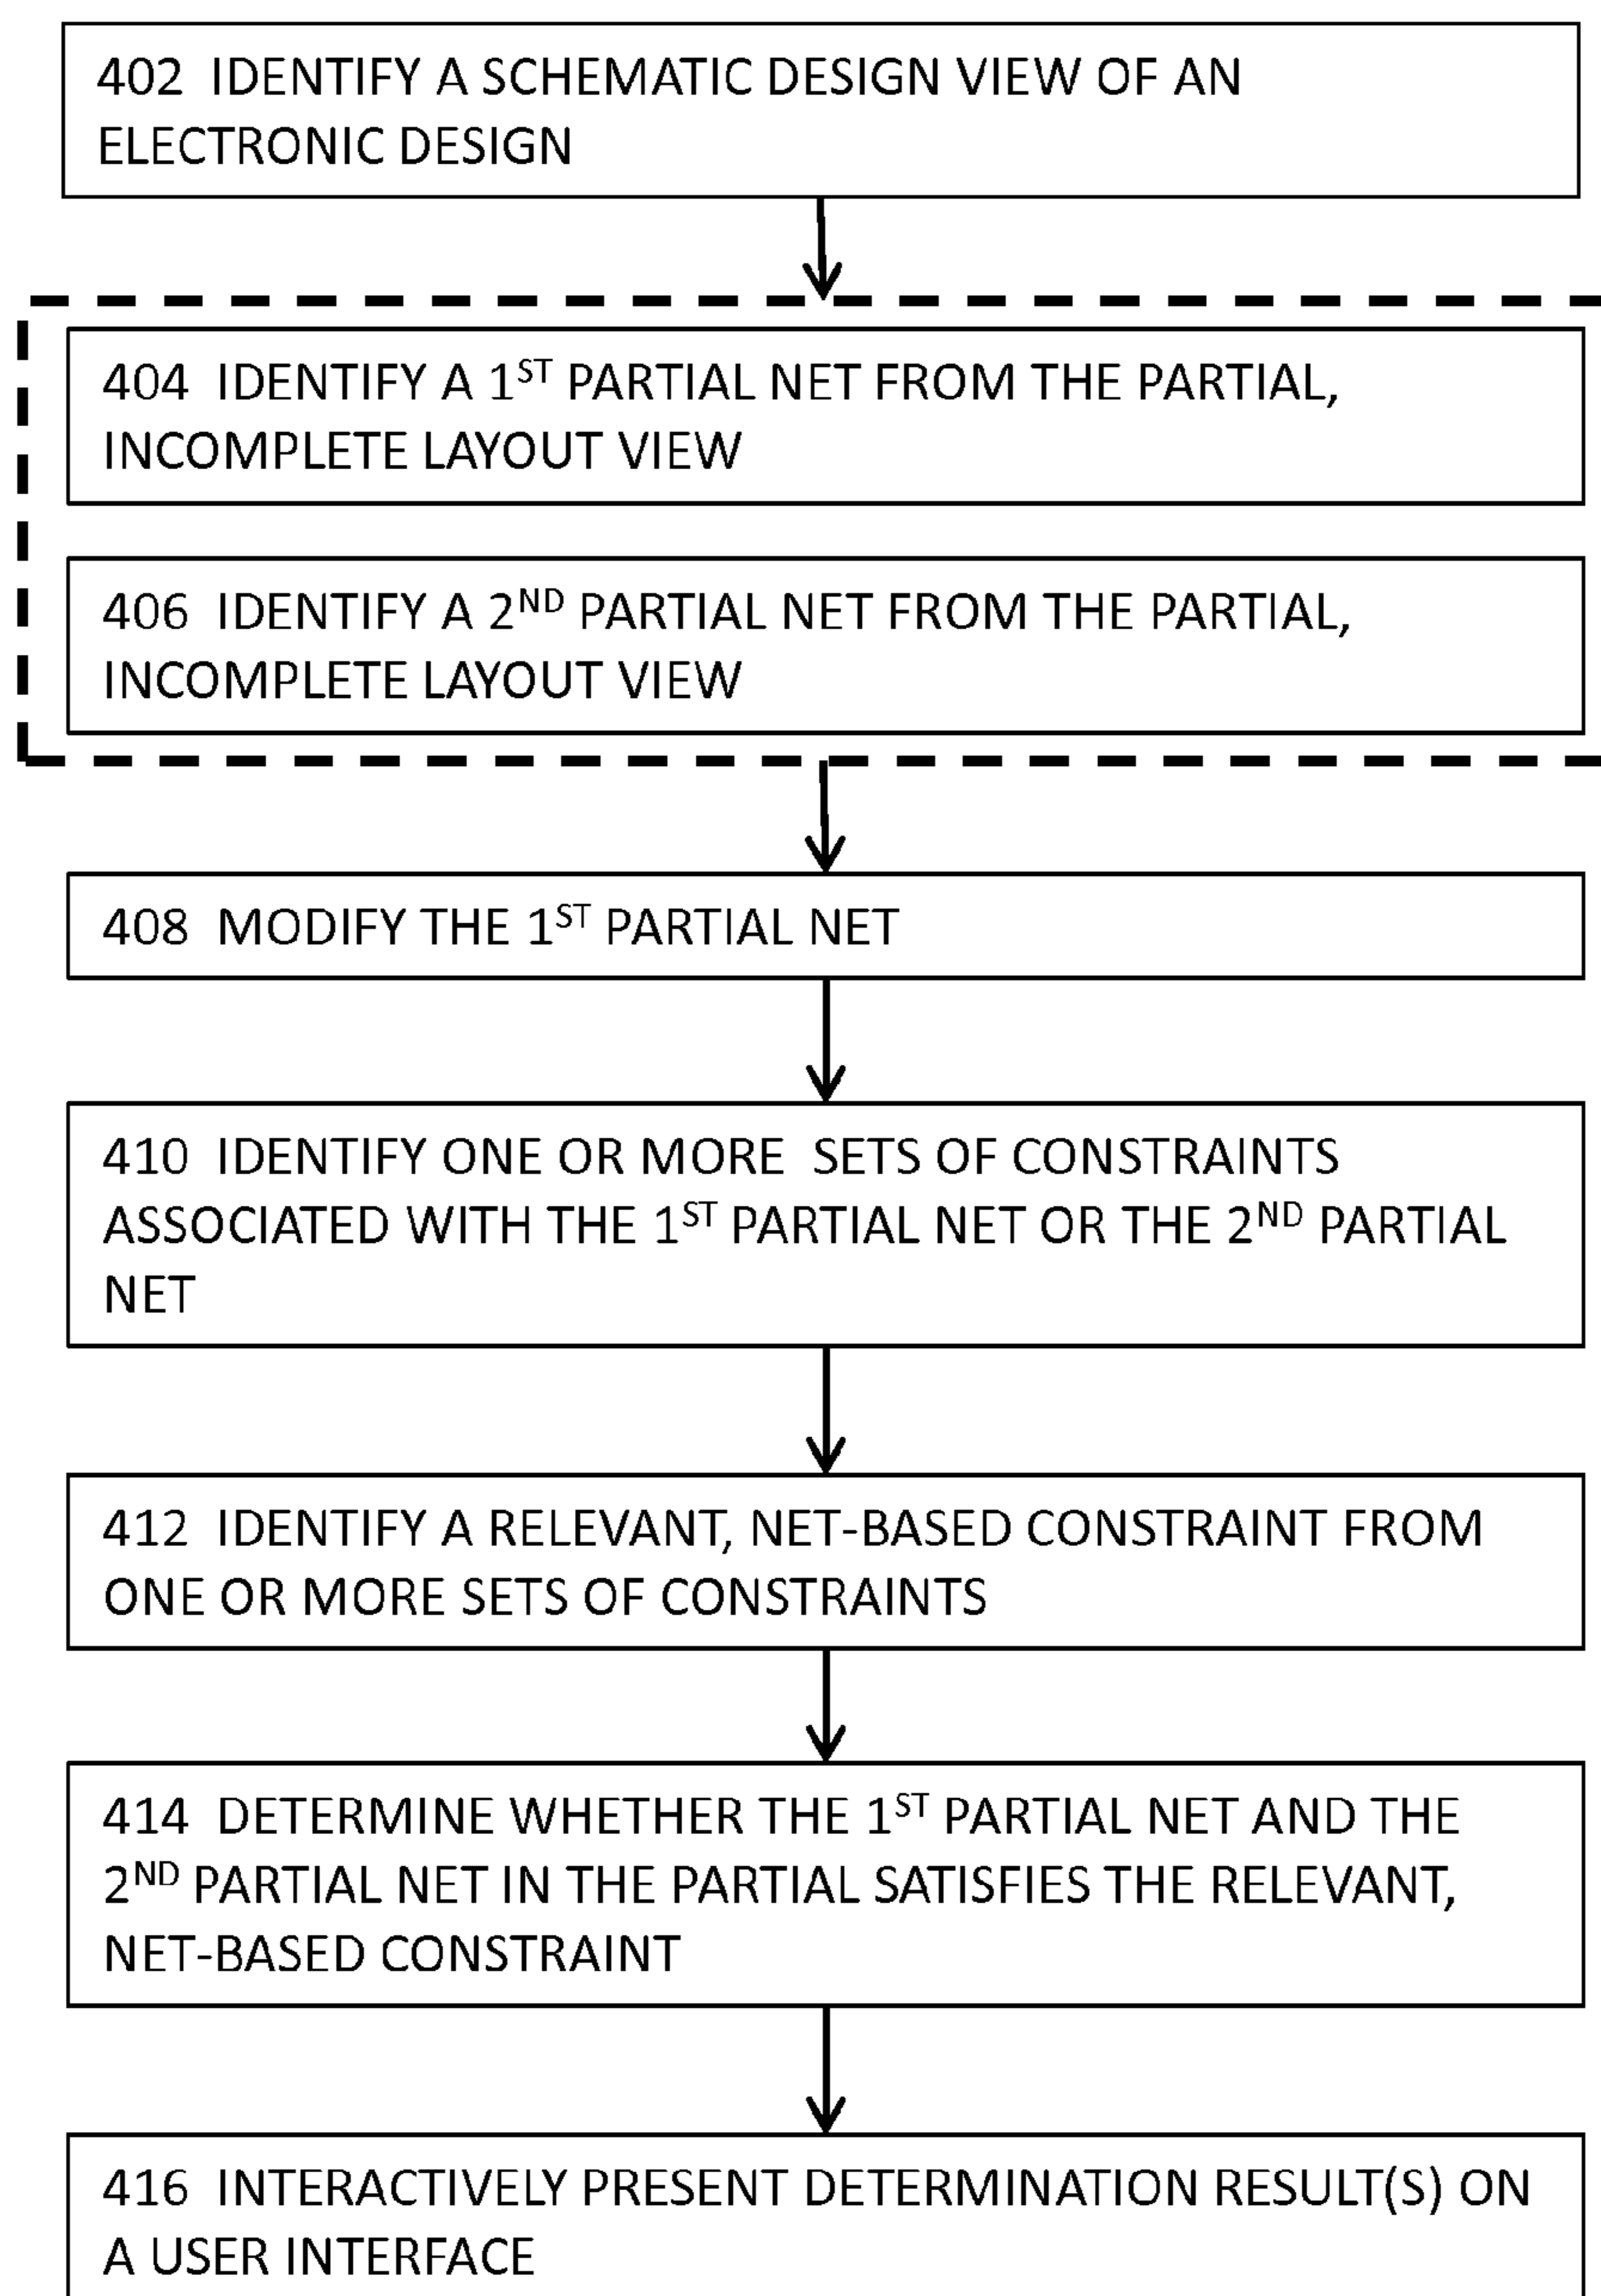 402 IDENTIFY A SCHEMATIC DESIGN VIEW OF AN
ELECTRONIC DESIGN
404 IDENTIFY A 1ST PARTIAL NET FROM THE PARTIAL,
INCOMPLETE LAYOUT VIEW
406 IDENTIFY A 2ND PARTIAL NET FROM THE PARTIAL,
INCOMPLETE LAYOUT VIEW
408 MODIFY THE 1ST PARTIAL NET
410 IDENTIFY ONE OR MORE SETS OF CONSTRAINTS
ASSOCIATED WITH THE 1ST PARTIAL NET OR THE 2ND PARTIAL
NET
412 IDENTIFY A RELEVANT, NET-BASED CONSTRAINT FROM
ONE OR MORE SETS OF CONSTRAINTS
414 DETERMINE WHETHER THE 1ST PARTIAL NET AND THE
2ND PARTIAL NET IN THE PARTIAL SATISFIES THE RELEVANT,
NET-BASED CONSTRAINT
416 INTERACTIVELY PRESENT DETERMINATION RESULT(S) ON
A USER INTERFACE